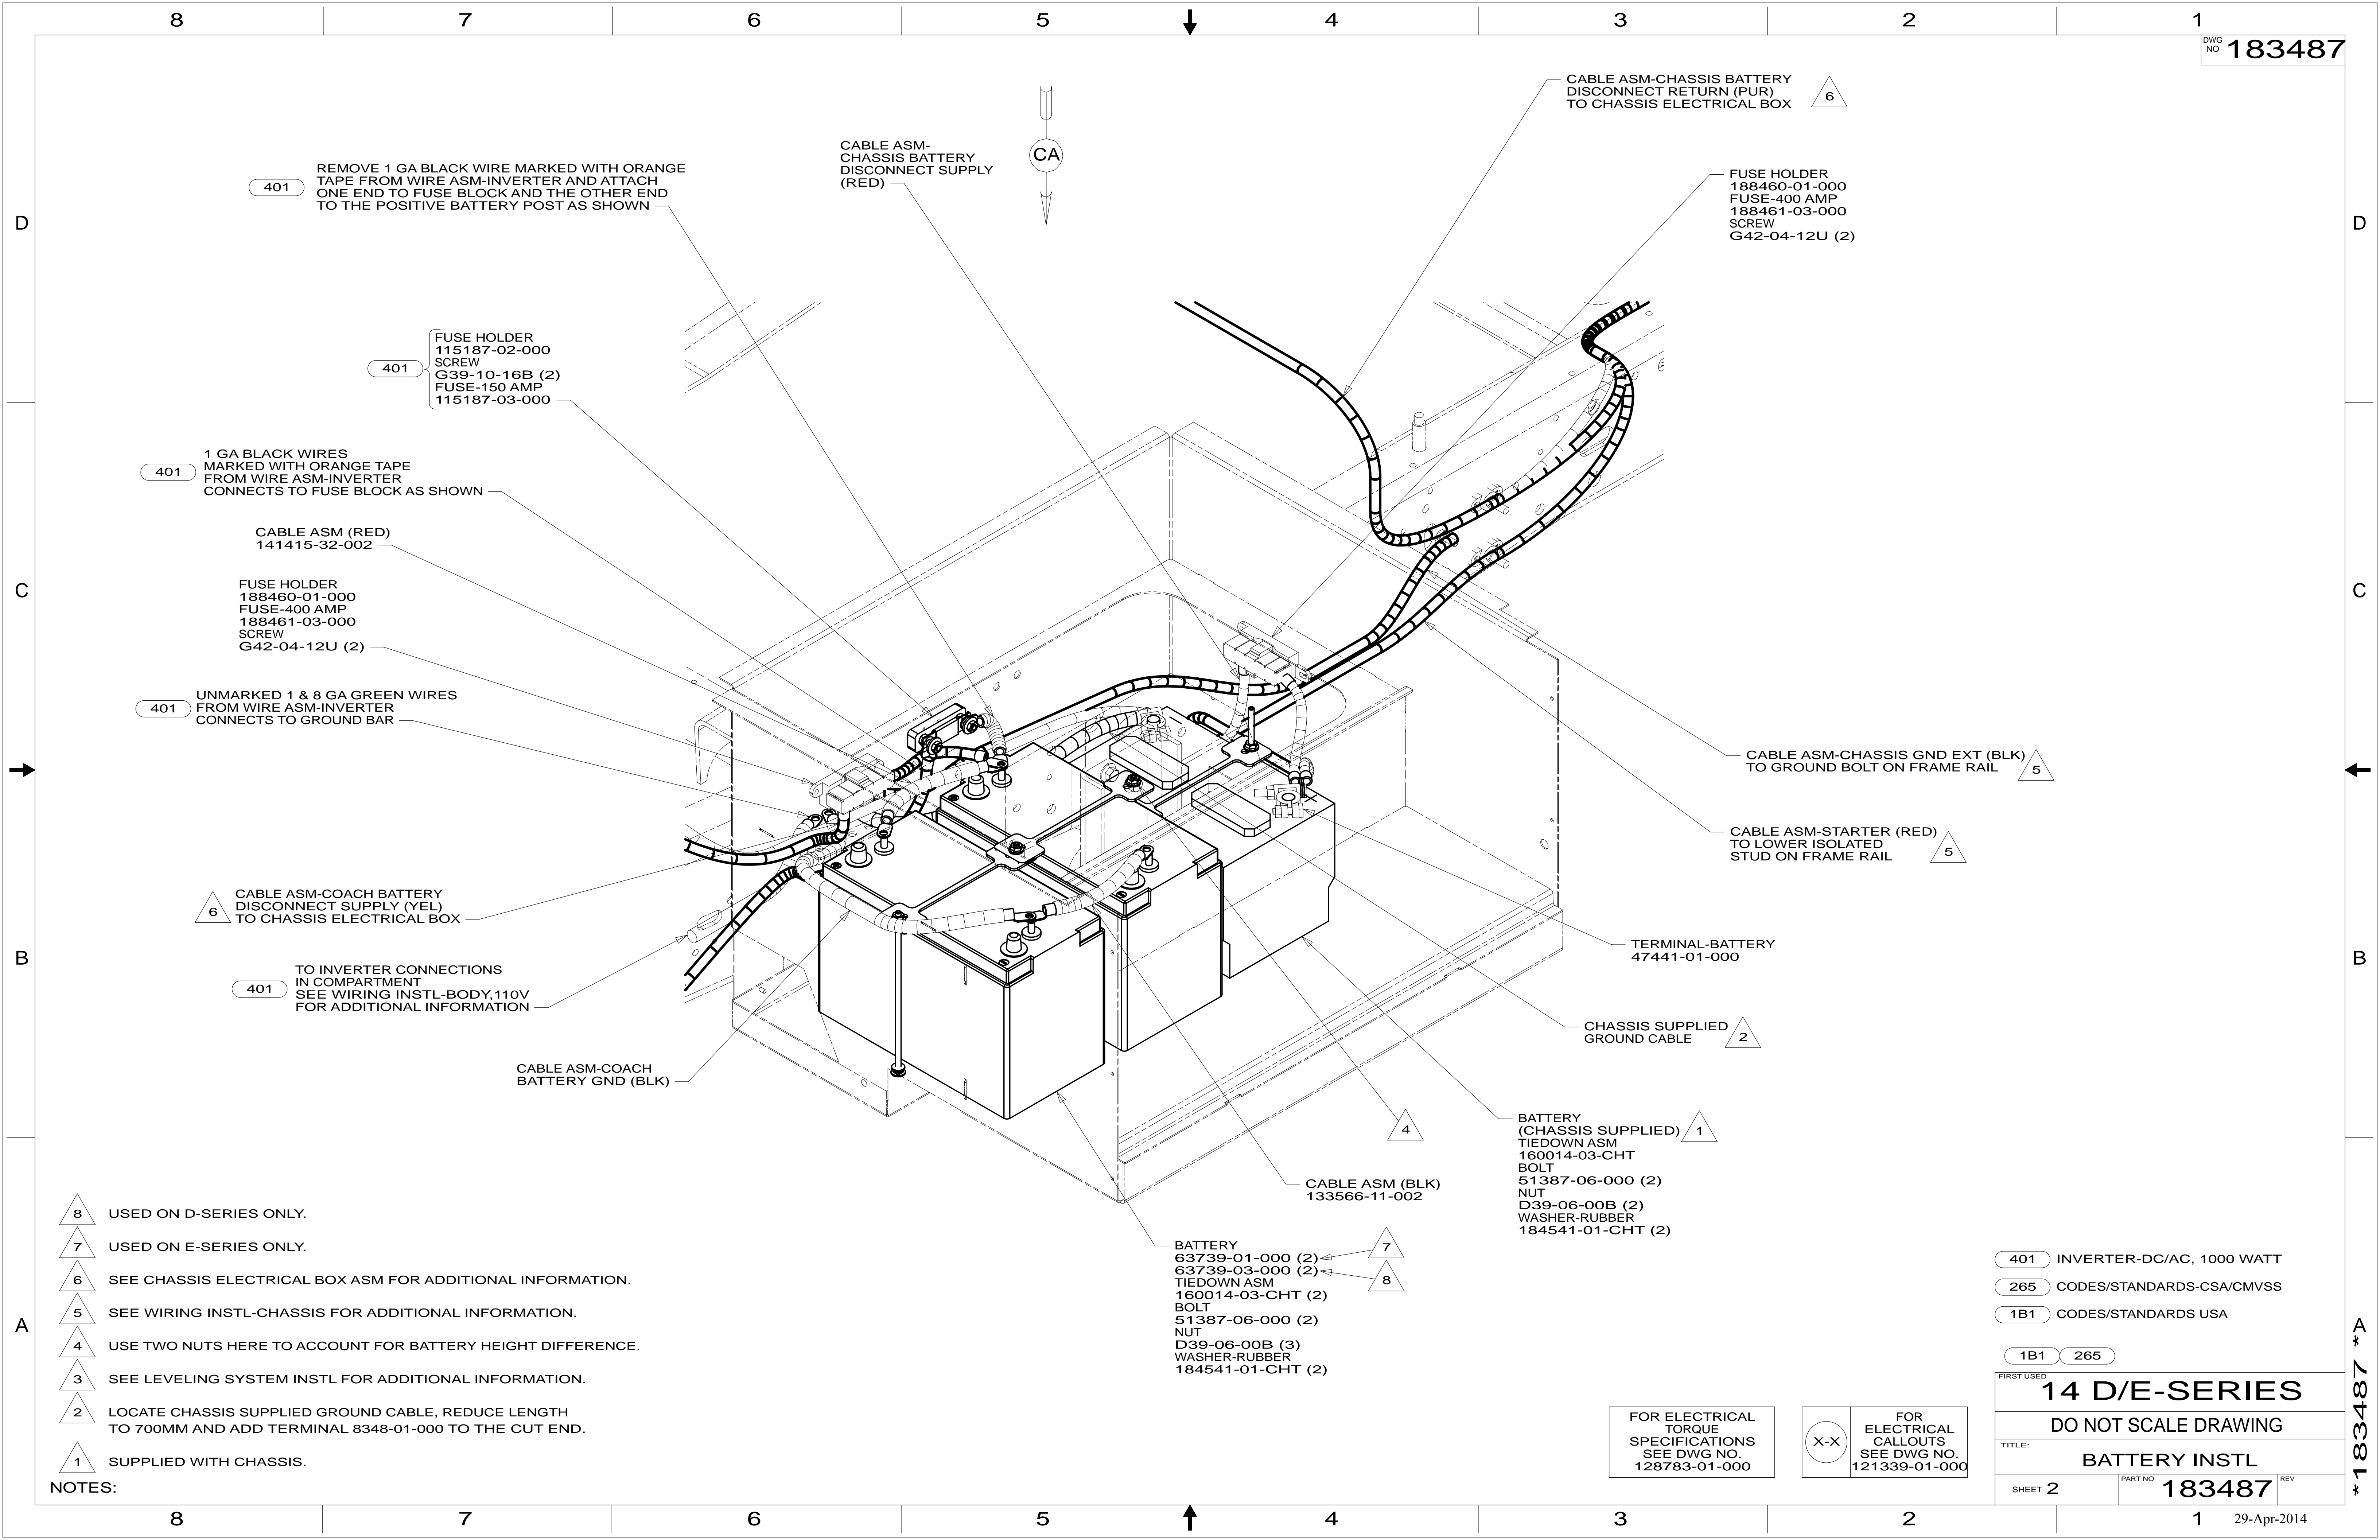 8 7 6 5 4 3 2 1
DWG
NO 183487
CABLE ASM-CHASSIS BATTERY
DISCONNECT RETURN (PUR)
TO CHASSIS ELECTRICAL BOX
6
CA
CABLE ASM-
CHASSIS BATTERY
DISCONNECT SUPPLY
(RED)
401
REMOVE 1 GA BLACK WIRE MARKED WITH ORANGE
TAPE FROM WIRE ASM-INVERTER AND ATTACH
ONE END TO FUSE BLOCK AND THE OTHER END
TO THE POSITIVE BATTERY POST AS SHOWN
FUSE HOLDER
188460-01-000
FUSE-400 AMP
188461-03-000
SCREW
G42-04-12U (2)
D
D
401
FUSE HOLDER
115187-02-000
SCREW
G39-10-16B (2)
FUSE-150 AMP
115187-03-000
401
1 GA BLACK WIRES
MARKED WITH ORANGE TAPE
FROM WIRE ASM-INVERTER
CONNECTS TO FUSE BLOCK AS SHOWN
CABLE ASM (RED)
141415-32-002
C
C
FUSE HOLDER
188460-01-000
FUSE-400 AMP
188461-03-000
SCREW
G42-04-12U (2)
401
UNMARKED 1 & 8 GA GREEN WIRES
FROM WIRE ASM-INVERTER
CONNECTS TO GROUND BAR
CABLE ASM-CHASSIS GND EXT (BLK)
TO GROUND BOLT ON FRAME RAIL
5
CABLE ASM-STARTER (RED)
TO LOWER ISOLATED
STUD ON FRAME RAIL
5
6
CABLE ASM-COACH BATTERY
DISCONNECT SUPPLY (YEL)
TO CHASSIS ELECTRICAL BOX
TERMINAL-BATTERY
47441-01-000
B
B
401
TO INVERTER CONNECTIONS
IN COMPARTMENT
SEE WIRING INSTL-BODY,110V
FOR ADDITIONAL INFORMATION
CHASSIS SUPPLIED
GROUND CABLE
2
CABLE ASM-COACH
BATTERY GND (BLK)
4
BATTERY
(CHASSIS SUPPLIED)
1
TIEDOWN ASM
160014-03-CHT
BOLT
51387-06-000 (2)
NUT
D39-06-00B (2)
WASHER-RUBBER
184541-01-CHT (2)
CABLE ASM (BLK)
133566-11-002
BATTERY
63739-01-000 (2)
7
63739-03-000 (2)
8
TIEDOWN ASM
160014-03-CHT (2)
BOLT
51387-06-000 (2)
NUT
D39-06-00B (3)
WASHER-RUBBER
184541-01-CHT (2)
8 USED ON D-SERIES ONLY.
7 USED ON E-SERIES ONLY.
6 SEE CHASSIS ELECTRICAL BOX ASM FOR ADDITIONAL INFORMATION.
5 SEE WIRING INSTL-CHASSIS FOR ADDITIONAL INFORMATION.
4 USE TWO NUTS HERE TO ACCOUNT FOR BATTERY HEIGHT DIFFERENCE.
3 SEE LEVELING SYSTEM INSTL FOR ADDITIONAL INFORMATION.
2 LOCATE CHASSIS SUPPLIED GROUND CABLE, REDUCE LENGTH
TO 700MM AND ADD TERMINAL 8348-01-000 TO THE CUT END.
1 SUPPLIED WITH CHASSIS.
NOTES:
A
A
401 INVERTER-DC/AC, 1000 WATT
265 CODES/STANDARDS-CSA/CMVSS
1B1 CODES/STANDARDS USA
1B1 265
FOR ELECTRICAL
TORQUE
SPECIFICATIONS
SEE DWG NO.
128783-01-000
X-X
FOR
ELECTRICAL
CALLOUTS
SEE DWG NO.
121339-01-000
FIRST USED
14 D/E-SERIES
DO NOT SCALE DRAWING
TITLE:
BATTERY INSTL
SHEET 2
PART NO 183487
REV
*183487*
8 7 6 5 4 3 2 1
29-Apr-2014